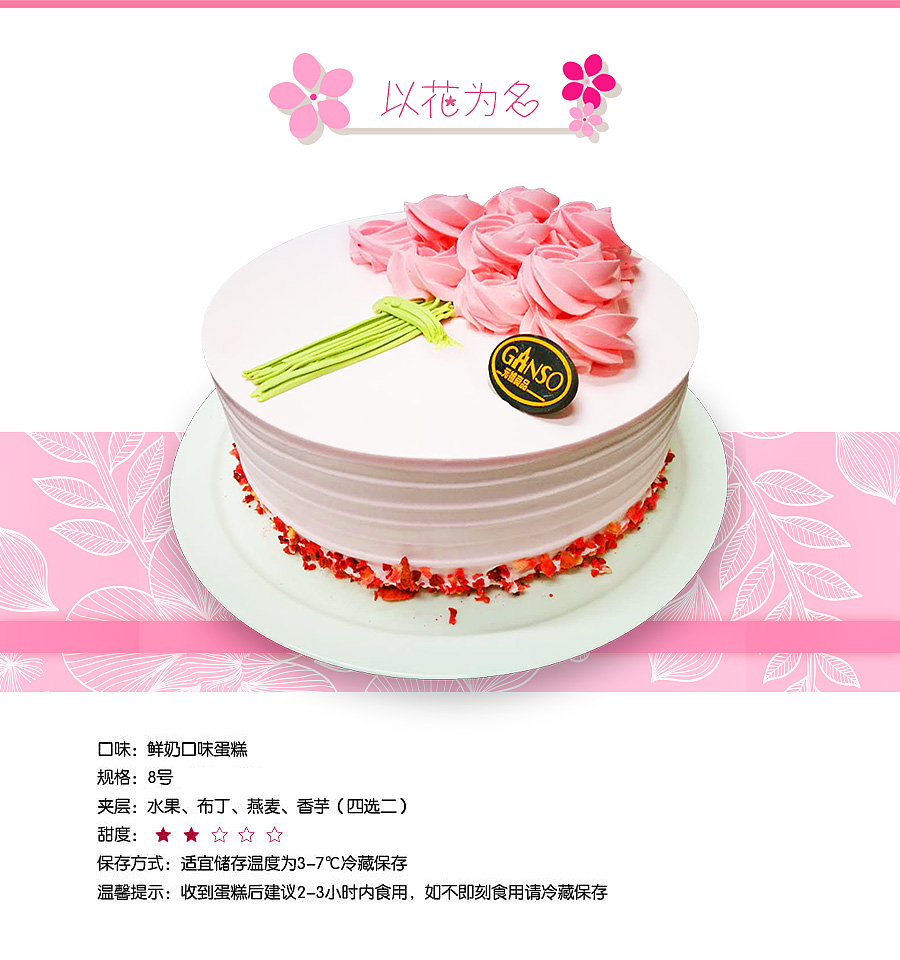 以花为名
GANSO
元祖食品
口味：鲜奶口味蛋糕
规格：8号
夹层：水果、布丁、燕麦、香芋（四选二）
甜度：★★☆☆☆
保存方式：适宜储存温度为3-7℃冷藏保存
温馨提示：收到蛋糕后建议2-3小时内食用，如不即刻食用请冷藏保存